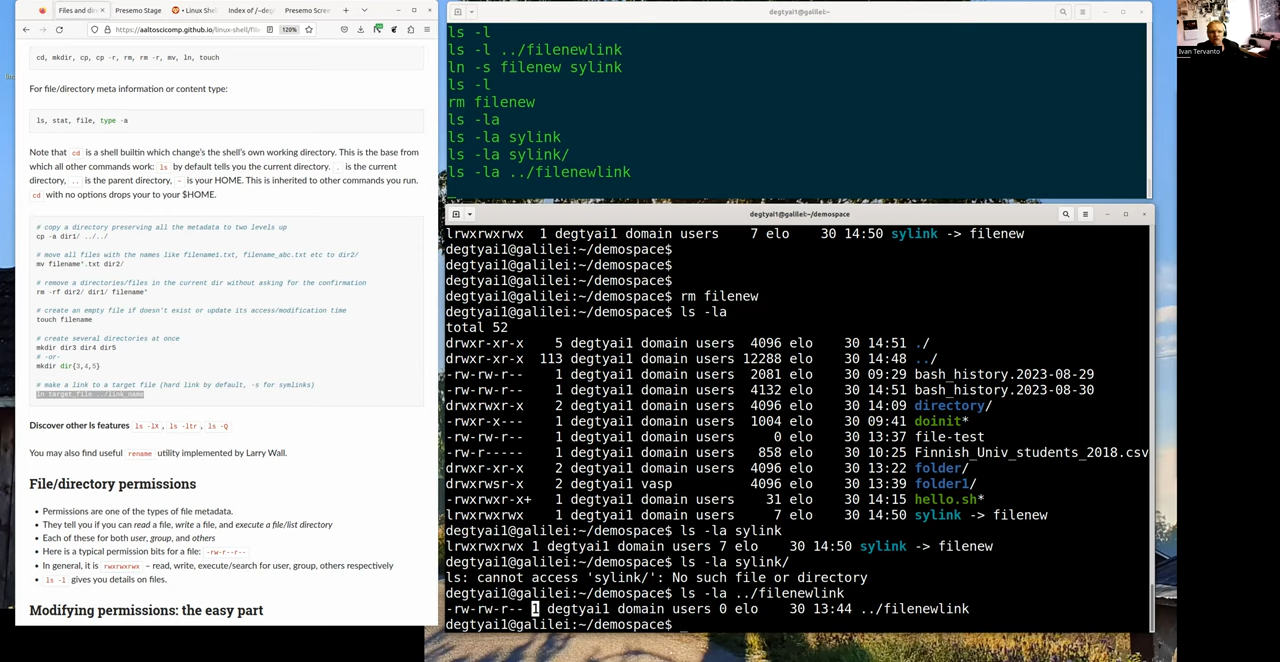 Files and dir
Presemo Stage
• Linux Shel
Index of /~deg
Presemo Scree
https://aaltoscicomp.github.io/linux-shell/file
120%
cd, mkdir, cp, cp -r, rm, rm -r, mv, ln, touch
For file/directory meta information or content type:
ls, stat, file, type -a
Note that cd is a shell builtin which change's the shell's own working directory. This is the base from
which all other commands work: ls by default tells you the current directory. . is the current
directory, .. is the parent directory, ~ is your HOME. This is inherited to other commands you run.
cd with no options drops your to your $HOME.
# copy a directory preserving all the metadata to two levels up
cp -a dir1/ ../../
# move all files with the names like filename1.txt, filename_abc.txt etc to dir2/
mv filename*.txt dir2/
# remove a directories/files in the current dir without asking for the confirmation
rm -rf dir2/ dir1/ filename*
# create an empty file if doesn't exist or update its access/modification time
touch filename
# create several directories at once
mkdir dir3 dir4 dir5
# -or-
mkdir dir{3,4,5}
# make a link to a target file (hard link by default, -s for symlinks)
ln target_file ../link_name
Discover other ls features ls -lX , ls -ltr , ls -Q
You may also find useful rename utility implemented by Larry Wall.
File/directory permissions
• Permissions are one of the types of file metadata.
• They tell you if you can read a file, write a file, and execute a file/list directory
• Each of these for both user, group, and others
• Here is a typical permission bits for a file: -rw-r--r--
• In general, it is rwxrwxrwx – read, write, execute/search for user, group, others respectively
• ls -l gives you details on files.
Modifying permissions: the easy part
degtyai1@galilei:~
ls -l
ls -l ../filenewlink
ln -s filenew sylink
ls -l
rm filenew
ls -la
ls -la sylink
ls -la sylink/
ls -la ../filenewlink
degtyai1@galilei:~/demospace
lrwxrwxrwx 1 degtyai1 domain users 7 elo 30 14:50 sylink -> filenew
degtyai1@galilei:~/demospace$
degtyai1@galilei:~/demospace$
degtyai1@galilei:~/demospace$
degtyai1@galilei:~/demospace$ rm filenew
degtyai1@galilei:~/demospace$ ls -la
total 52
drwxr-xr-x 5 degtyai1 domain users 4096 elo 30 14:51 ./
drwxr-xr-x 113 degtyai1 domain users 12288 elo 30 14:48 ../
-rw-rw-r-- 1 degtyai1 domain users 2081 elo 30 09:29 bash_history.2023-08-29
-rw-rw-r-- 1 degtyai1 domain users 4132 elo 30 14:51 bash_history.2023-08-30
drwxrwxr-x 2 degtyai1 domain users 4096 elo 30 14:09 directory/
-rwxr-x--- 1 degtyai1 domain users 1004 elo 30 09:41 doinit*
-rw-rw-r-- 1 degtyai1 domain users 0 elo 30 13:37 file-test
-rw-r----- 1 degtyai1 domain users 858 elo 30 10:25 Finnish_Univ_students_2018.csv
drwxr-xr-x 2 degtyai1 domain users 4096 elo 30 13:22 folder/
drwxrwsr-x 2 degtyai1 vasp 4096 elo 30 13:39 folder1/
-rwxrwxr-x+ 1 degtyai1 domain users 31 elo 30 14:15 hello.sh*
lrwxrwxrwx 1 degtyai1 domain users 7 elo 30 14:50 sylink -> filenew
degtyai1@galilei:~/demospace$ ls -la sylink
lrwxrwxrwx 1 degtyai1 domain users 7 elo 30 14:50 sylink -> filenew
degtyai1@galilei:~/demospace$ ls -la sylink/
ls: cannot access 'sylink/': No such file or directory
degtyai1@galilei:~/demospace$ ls -la ../filenewlink
-rw-rw-r-- 1 degtyai1 domain users 0 elo 30 13:44 ../filenewlink
degtyai1@galilei:~/demospace$ _
Ivan Tervanto